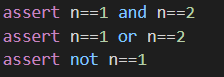 assert n==1 and n==2
assert n==1 or n==2
assert not n==1